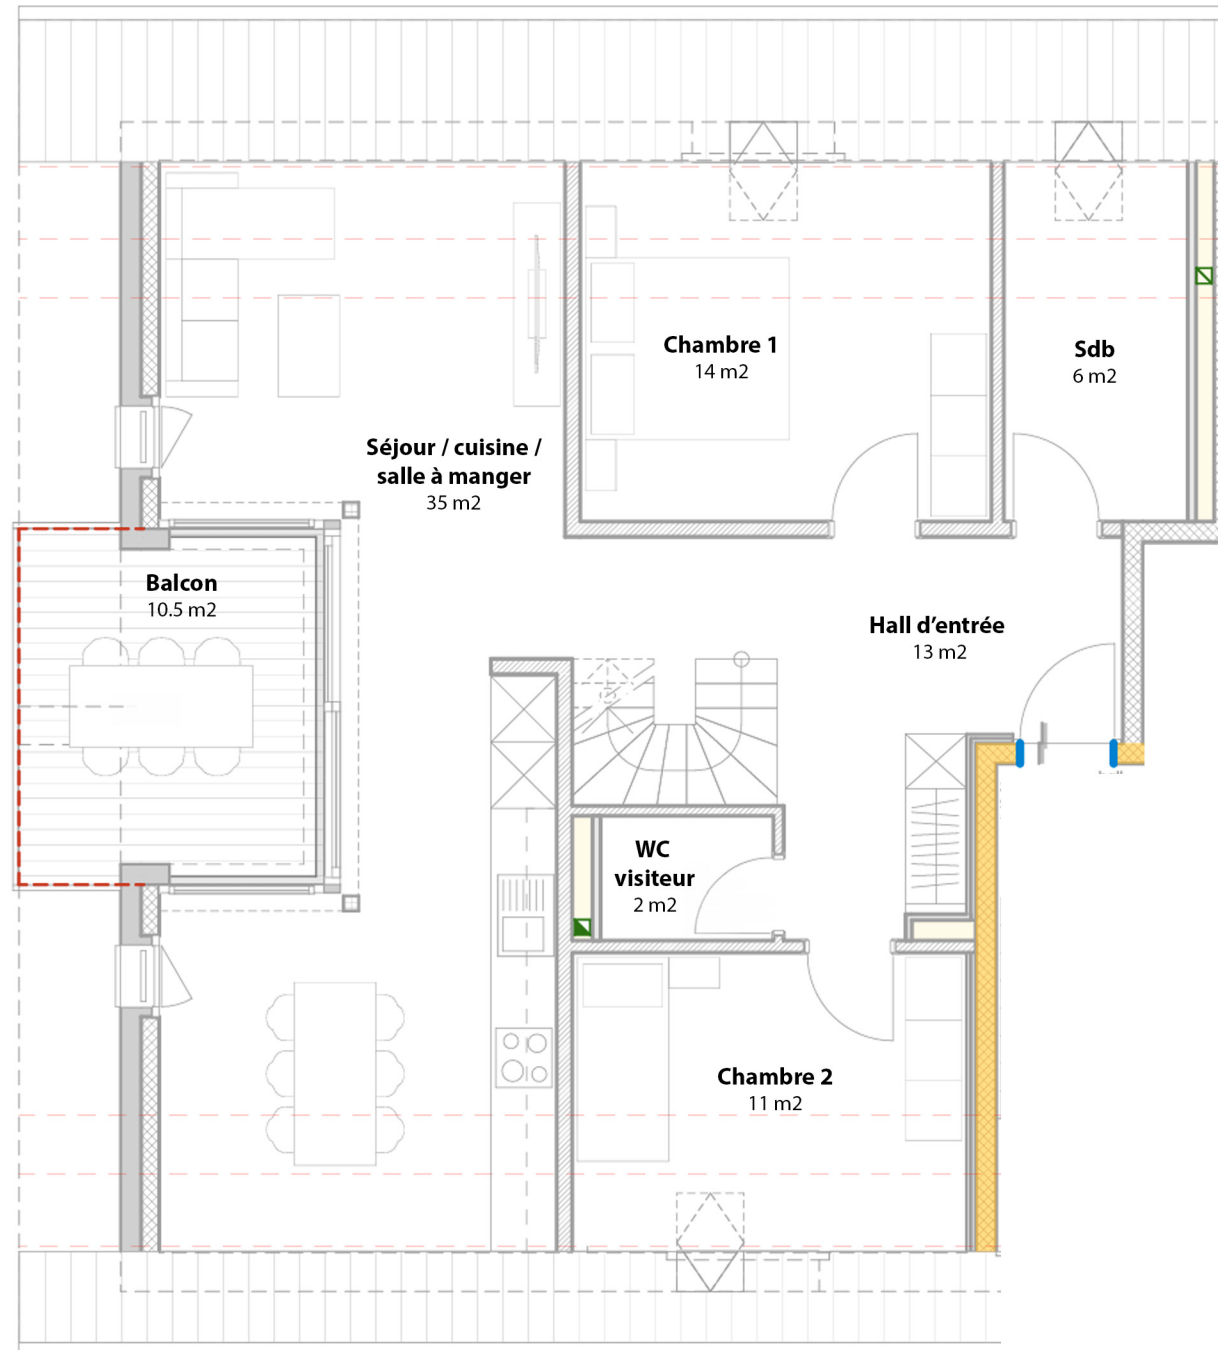 Chambre 1
14 m2
Sdb
6 m2
Séjour / cuisine /
salle à manger
35 m2
Balcon
10.5 m2
Hall d’entrée
13 m2
WC
visiteur
2 m2
Chambre 2
11 m2